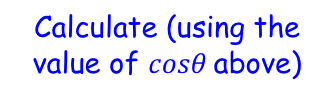 Calculate (using the
value of 𝑐𝑜𝑠𝜃 above)